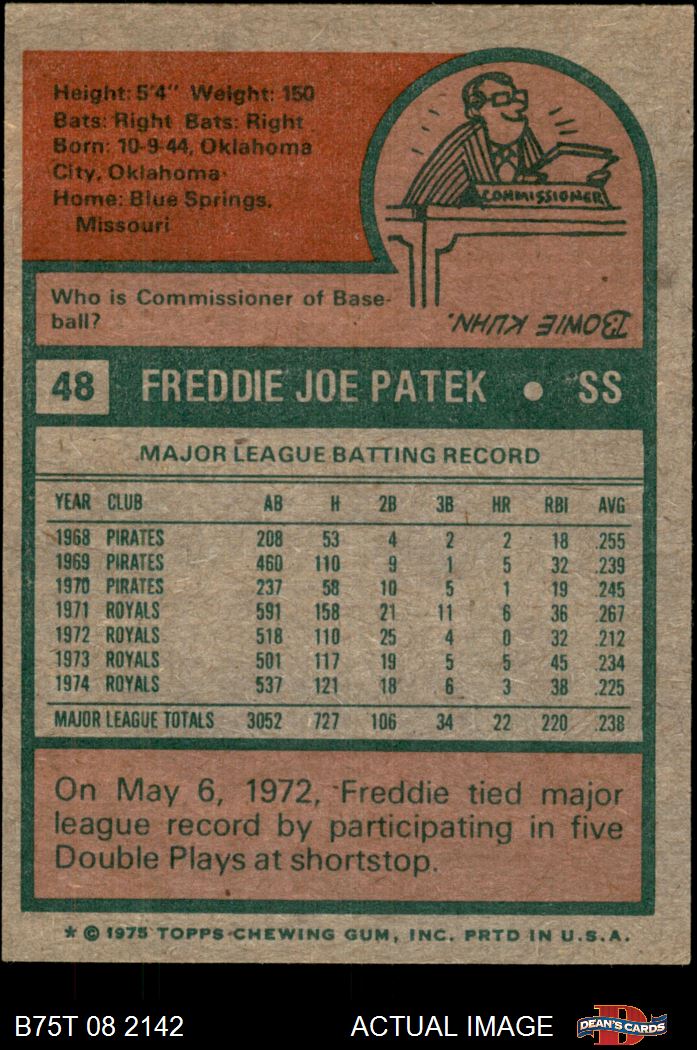 Height: 5'4" Weight: 150
Bats: Right Bats: Right
Born: 10-9-44, Oklahoma
City, Oklahoma
Home: Blue Springs,
Missouri
COMMISSIONER
Who is Commissioner of Base-
ball?
BOWIE KUHN.
48 FREDDIE JOE PATEK • SS
MAJOR LEAGUE BATTING RECORD
YEAR CLUB AB H 2B 3B HR RBI AVG
1968 PIRATES 208 53 4 2 2 18 .255
1969 PIRATES 460 110 9 1 5 32 .239
1970 PIRATES 237 58 10 5 1 19 .245
1971 ROYALS 591 158 21 11 6 36 .267
1972 ROYALS 518 110 25 4 0 32 .212
1973 ROYALS 501 117 19 5 5 45 .234
1974 ROYALS 537 121 18 6 3 38 .225
MAJOR LEAGUE TOTALS 3052 727 106 34 22 220 .238
On May 6, 1972, Freddie tied major
league record by participating in five
Double Plays at shortstop.
* © 1975 TOPPS CHEWING GUM, INC. PRTD IN U.S.A.
B75T 08 2142 ACTUAL IMAGE
D
DEAN'S CARDS